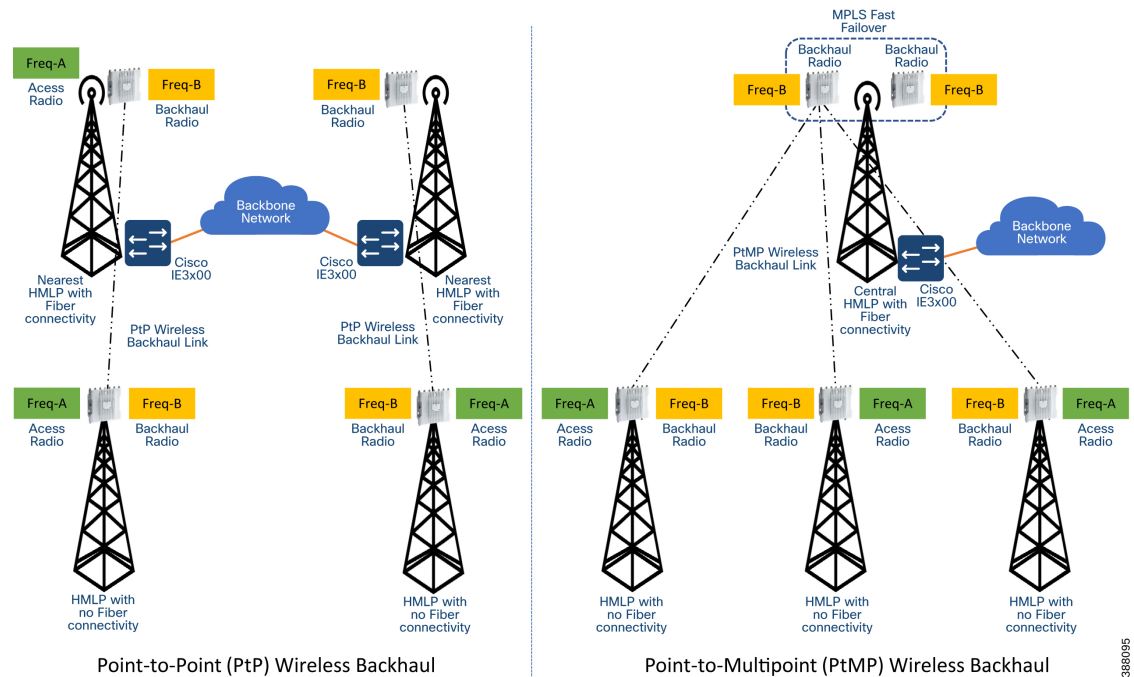 MPLS Fast
Failover
Freq-A
Acess
Radio
Freq-B
Backhaul
Radio
Freq-B
Backhaul
Radio
Backhaul
Radio
Backhaul
Radio
Freq-B
Freq-B
Backbone
Network
Cisco
IE3x00
Cisco
IE3x00
Nearest
HMLP with
Fiber
connectivity
Nearest
HMLP with
Fiber
connectivity
PtP Wireless
Backhaul Link
PtP Wireless
Backhaul Link
Backbone
Network
PtMP Wireless
Backhaul Link
Central
HMLP with
Fiber
connectivity
Cisco
IE3x00
Freq-A
Acess
Radio
Freq-B
Backhaul
Radio
Freq-B
Backhaul
Radio
Freq-A
Acess
Radio
Freq-A
Acess
Radio
Freq-B
Backhaul
Radio
Freq-B
Backhaul
Radio
Freq-A
Acess
Radio
Freq-B
Backhaul
Radio
Freq-A
Acess
Radio
HMLP with
no Fiber
connectivity
HMLP with
no Fiber
connectivity
HMLP with
no Fiber
connectivity
HMLP with
no Fiber
connectivity
HMLP with
no Fiber
connectivity
Point-to-Point (PtP) Wireless Backhaul
Point-to-Multipoint (PtMP) Wireless Backhaul
388095